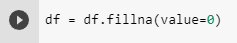 df = df.fillna(value=0)